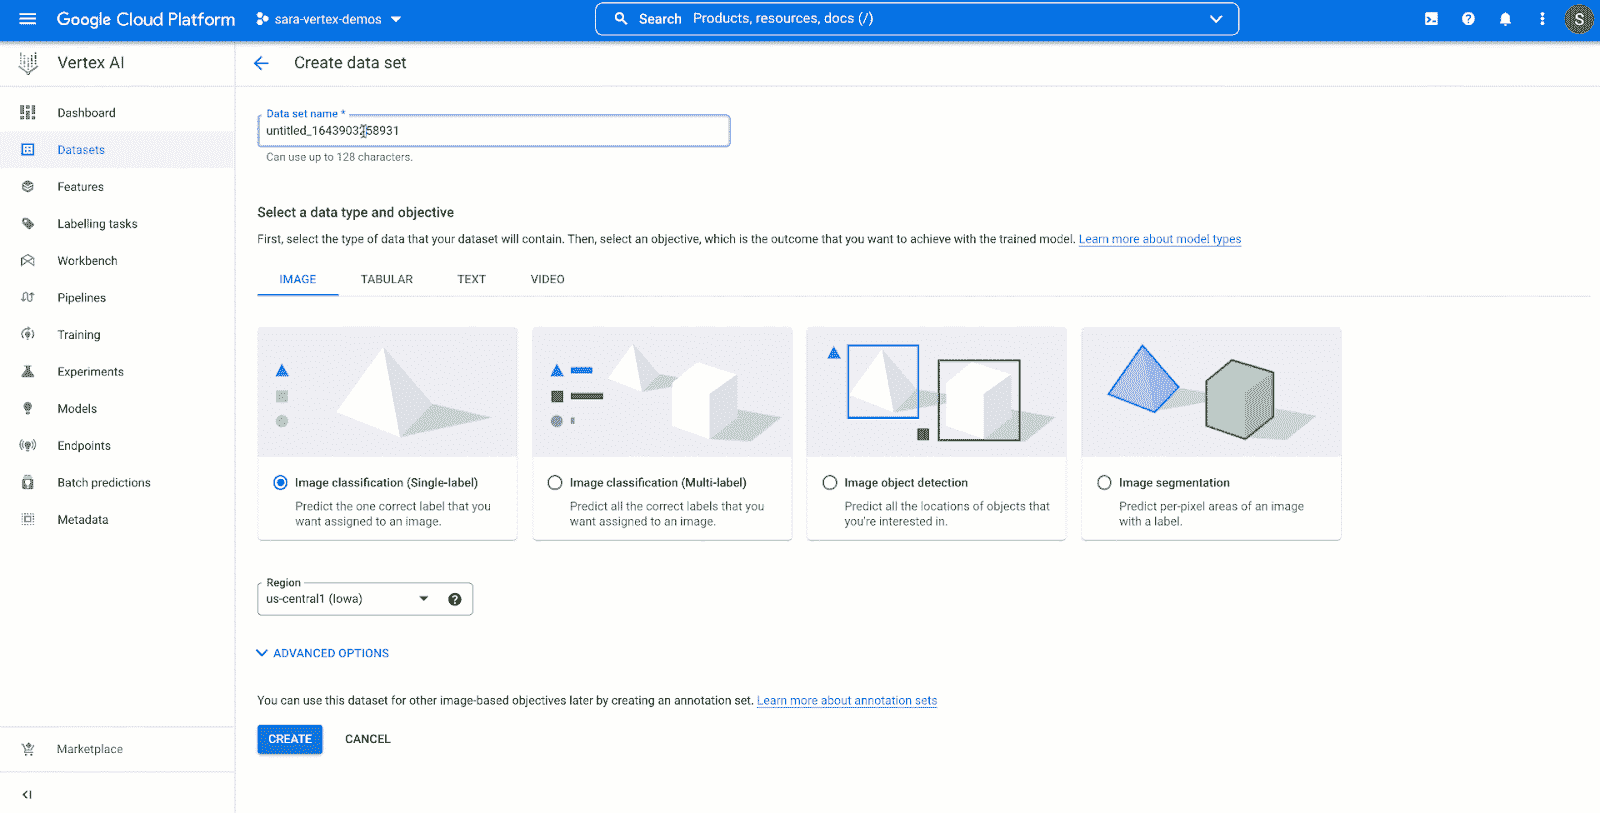 Google Cloud Platform
sara-vertex-demos
Search Products, resources, docs (/)
S
Vertex AI
Create data set
Dashboard
Datasets
Features
Labelling tasks
Workbench
Pipelines
Training
Experiments
Models
Endpoints
Batch predictions
Metadata
Marketplace
Data set name *
untitled_1643903258931
Can use up to 128 characters.
Select a data type and objective
First, select the type of data that your dataset will contain. Then, select an objective, which is the outcome that you want to achieve with the trained model. Learn more about model types
IMAGE TABULAR TEXT VIDEO
Image classification (Single-label)
Predict the one correct label that you
want assigned to an image.
Image classification (Multi-label)
Predict all the correct labels that you
want assigned to an image.
Image object detection
Predict all the locations of objects that
you're interested in.
Image segmentation
Predict per-pixel areas of an image
with a label.
Region
us-central1 (Iowa)
ADVANCED OPTIONS
You can use this dataset for other image-based objectives later by creating an annotation set. Learn more about annotation sets
CREATE CANCEL